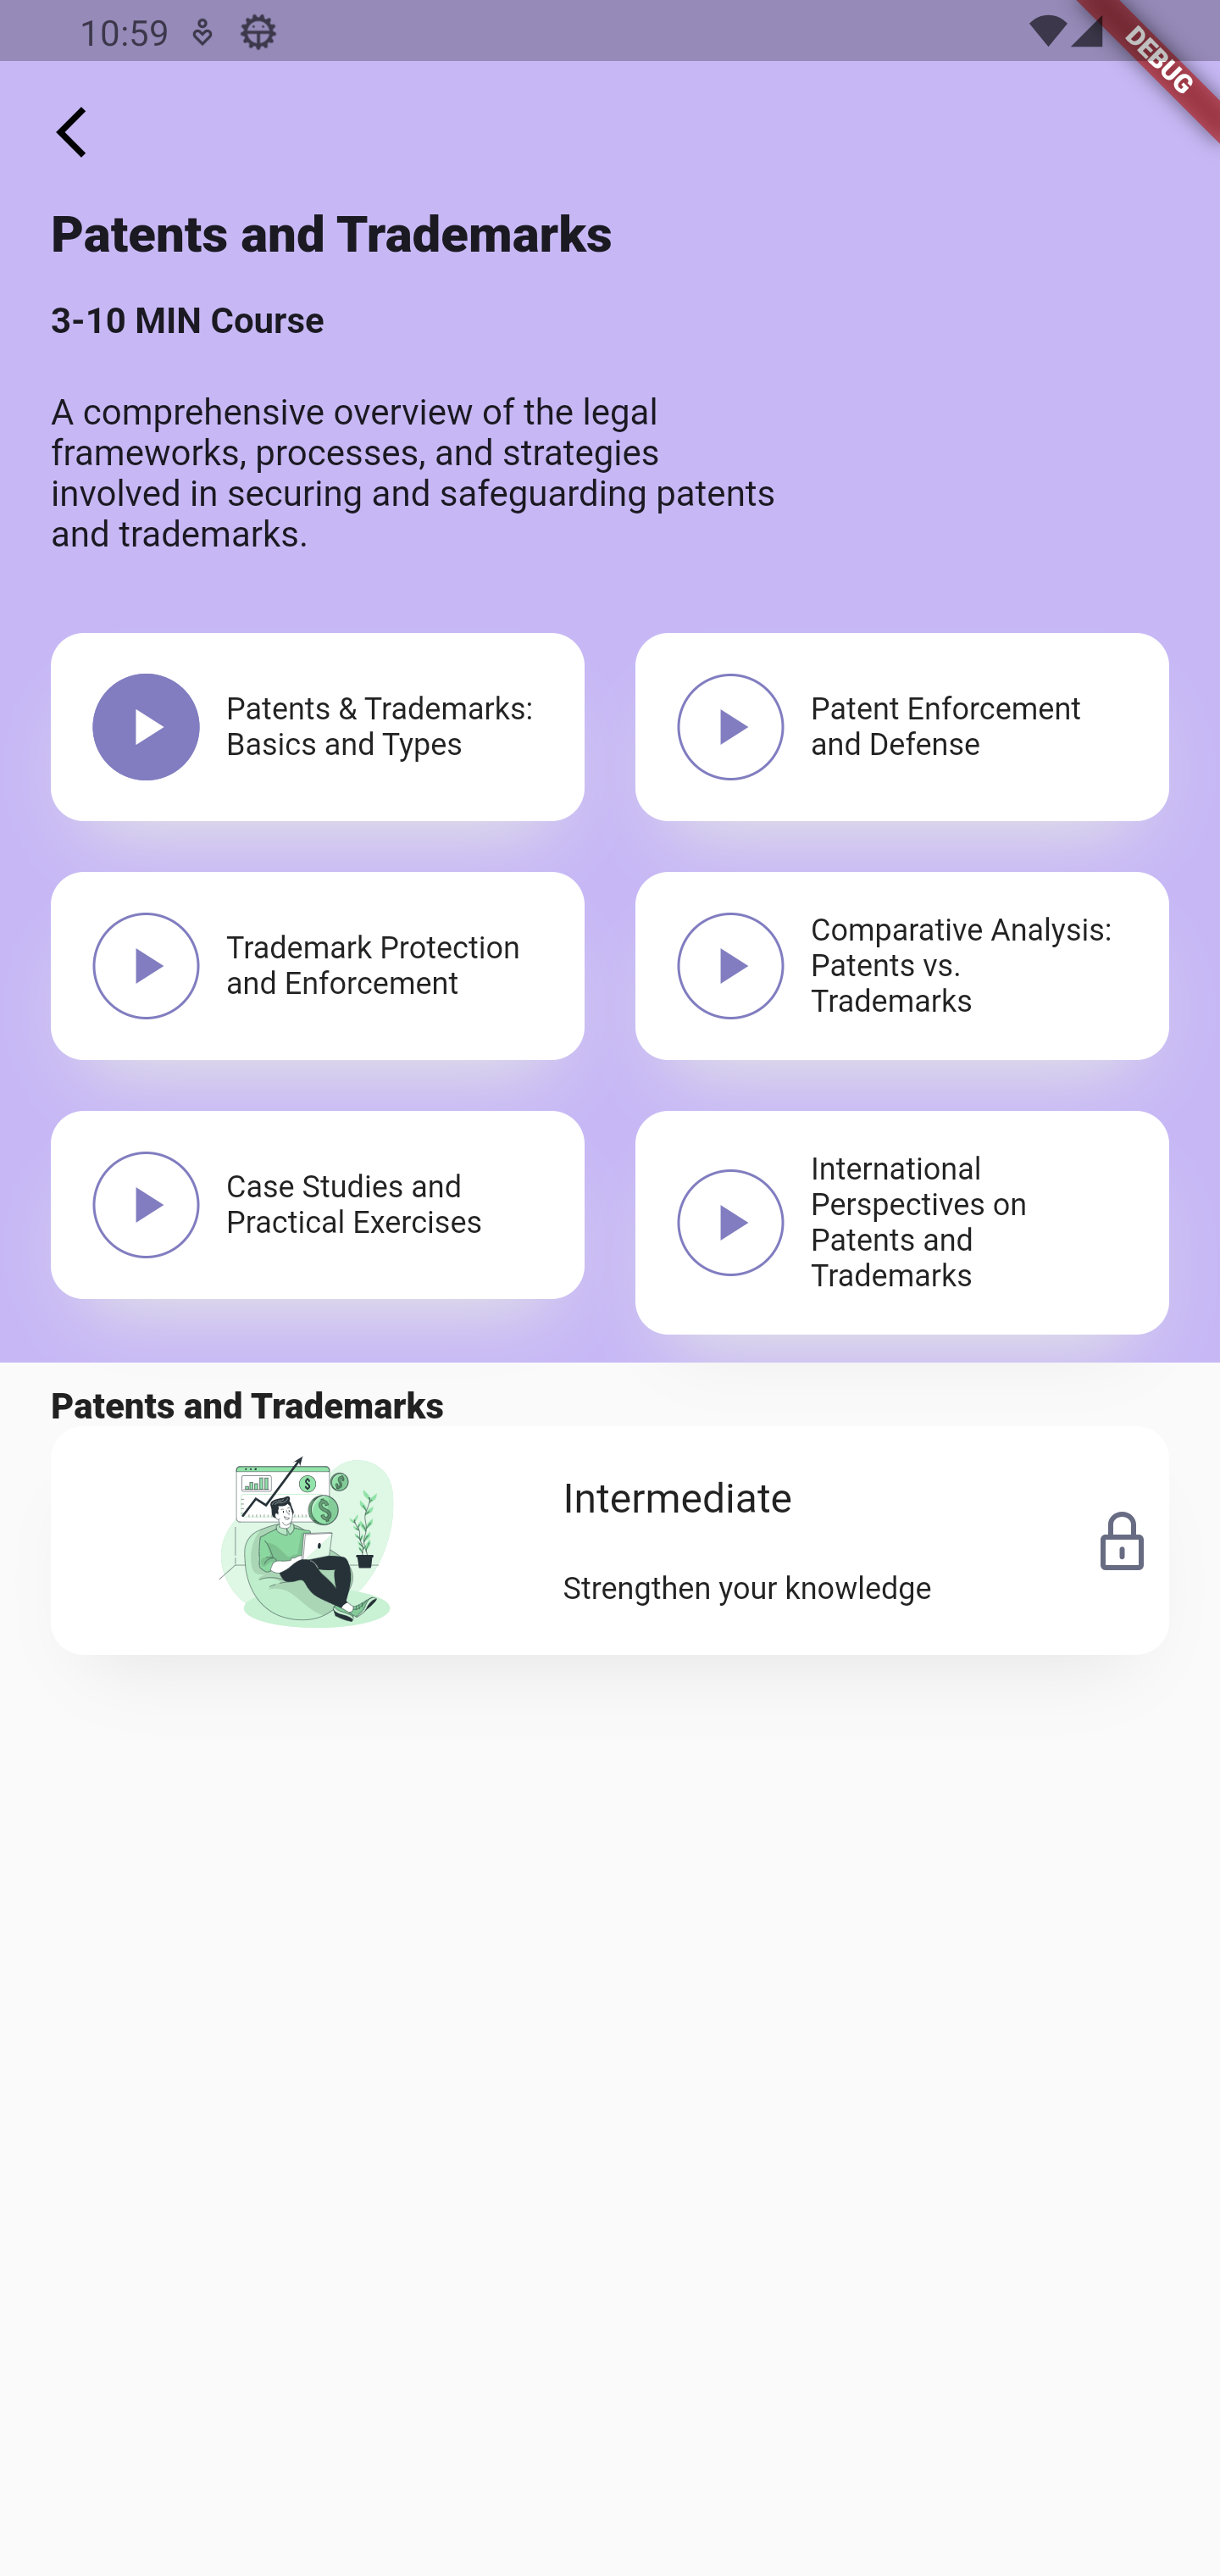 10:59
DEBUG
Patents and Trademarks
3-10 MIN Course
A comprehensive overview of the legal
frameworks, processes, and strategies
involved in securing and safeguarding patents
and trademarks.
Patents & Trademarks:
Basics and Types
Patent Enforcement
and Defense
Trademark Protection
and Enforcement
Comparative Analysis:
Patents vs.
Trademarks
Case Studies and
Practical Exercises
International
Perspectives on
Patents and
Trademarks
Patents and Trademarks
Intermediate
Strengthen your knowledge